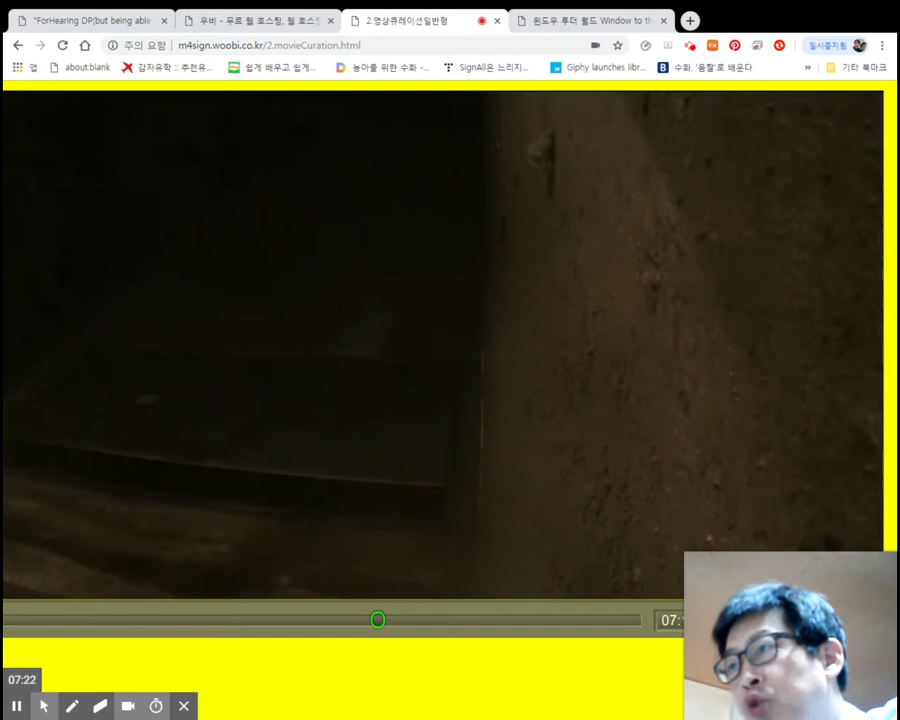 "ForHearing DP(but being able
우비 - 무료 웹 호스팅, 웹 호스팅
2.영상큐레이션일반형
윈도우 투더 월드 Window to the
주의 요함
m4sign.woobi.co.kr/2.movieCuration.html
일시중지됨
앱
about:blank
감자유학 :: 추천유...
쉽게 배우고 쉽게...
농아를 위한 수화 -...
SignAll은 느리지...
Giphy launches libr...
수화, '움짤'로 배운다
»
기타 북마크
07:22